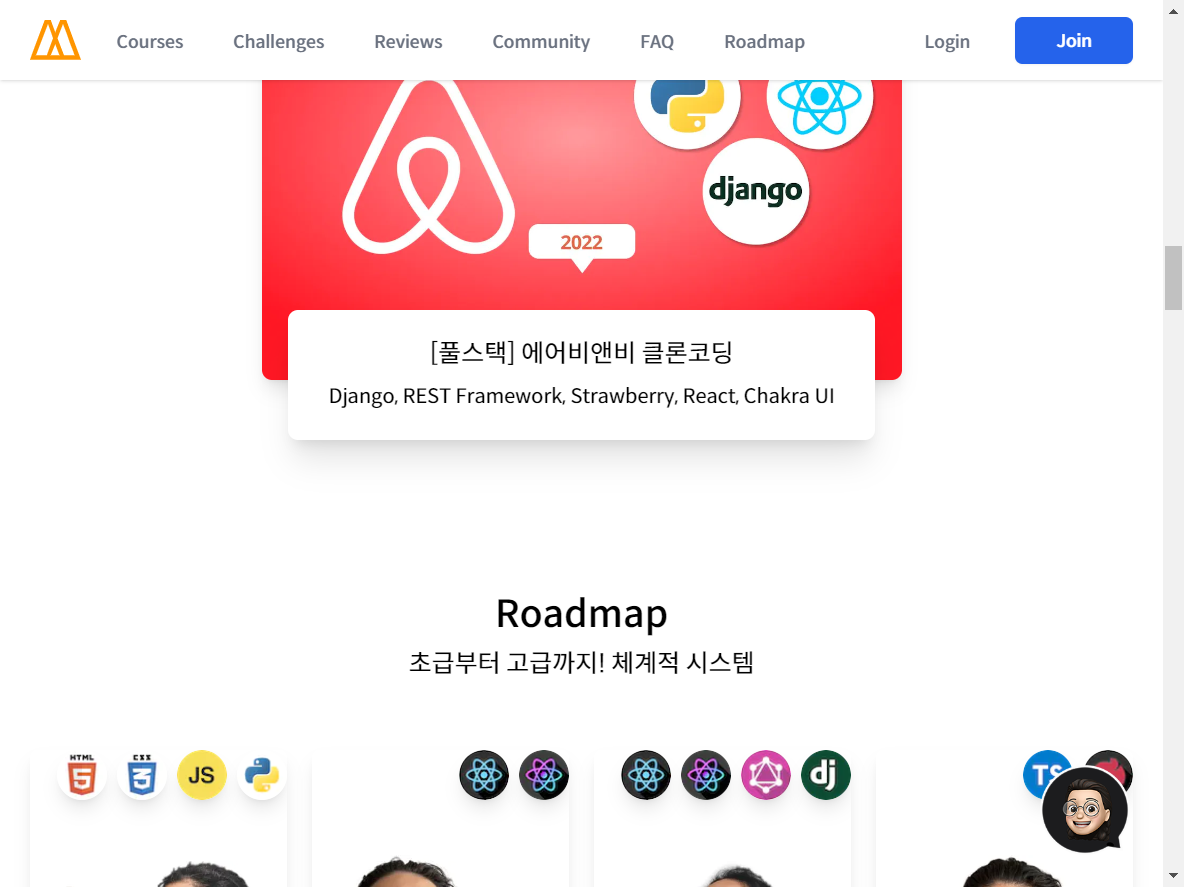 Courses Challenges Reviews Community FAQ Roadmap Login Join
django
2022
[풀스택] 에어비앤비 클론코딩
Django, REST Framework, Strawberry, React, Chakra UI
Roadmap
초급부터 고급까지! 체계적 시스템
HTML 5 CSS 3 JS dj TS